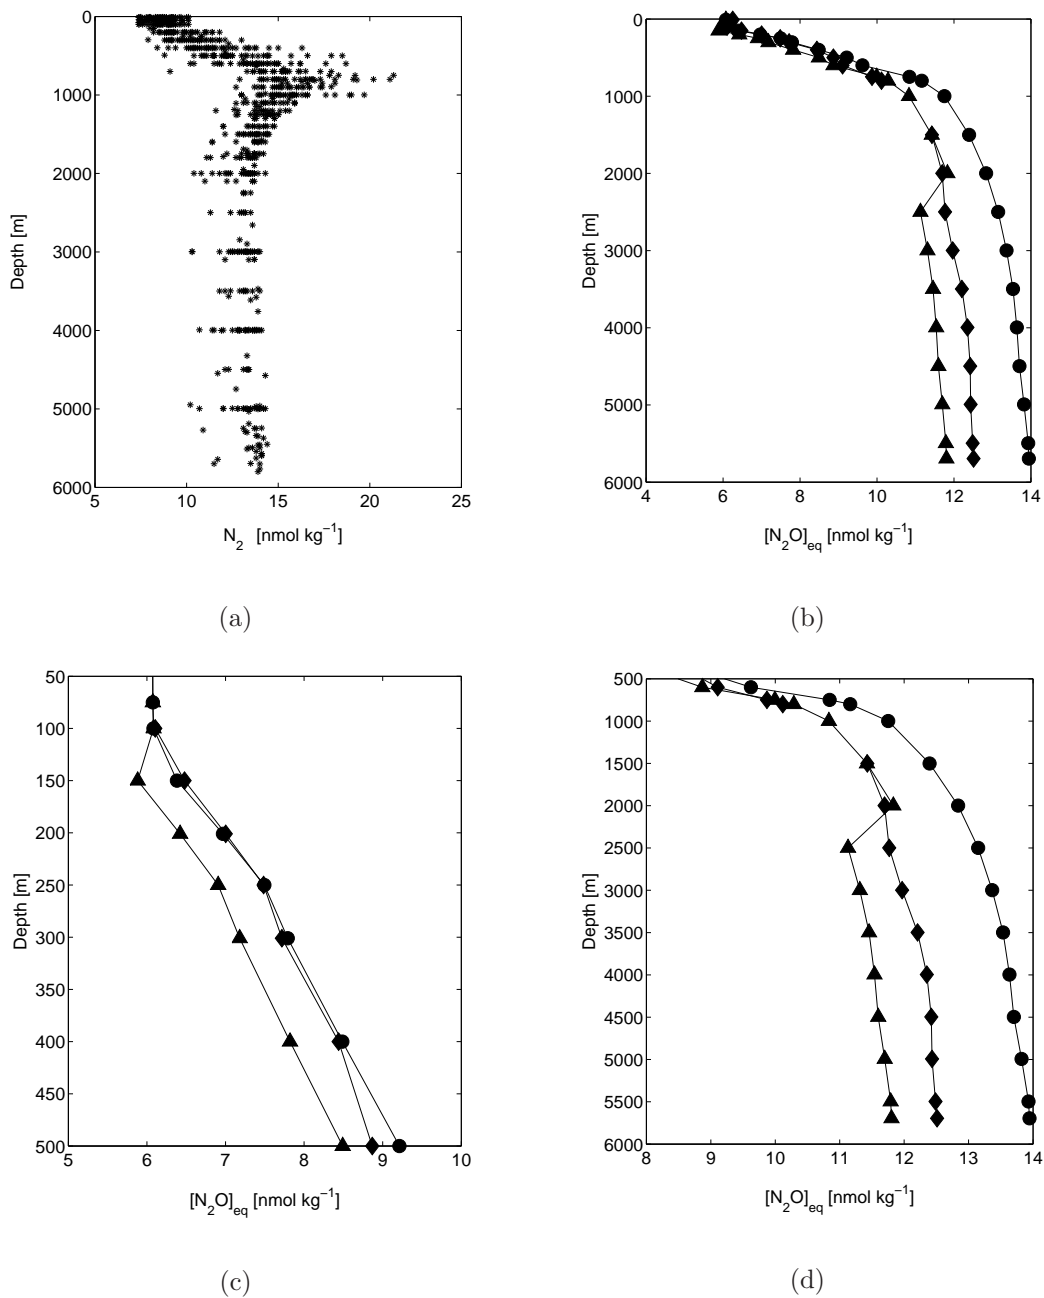 0
1000
2000
3000
4000
5000
6000
5 10 15 20 25
Depth [m]
N2 [nmol kg−1]
(a)
0
1000
2000
3000
4000
5000
6000
4 6 8 10 12 14
Depth [m]
[N2O]eq [nmol kg−1]
(b)
50
100
150
200
250
300
350
400
450
500
5 6 7 8 9 10
Depth [m]
[N2O]eq [nmol kg−1]
(c)
500
1000
1500
2000
2500
3000
3500
4000
4500
5000
5500
6000
8 9 10 11 12 13 14
Depth [m]
[N2O]eq [nmol kg−1]
(d)